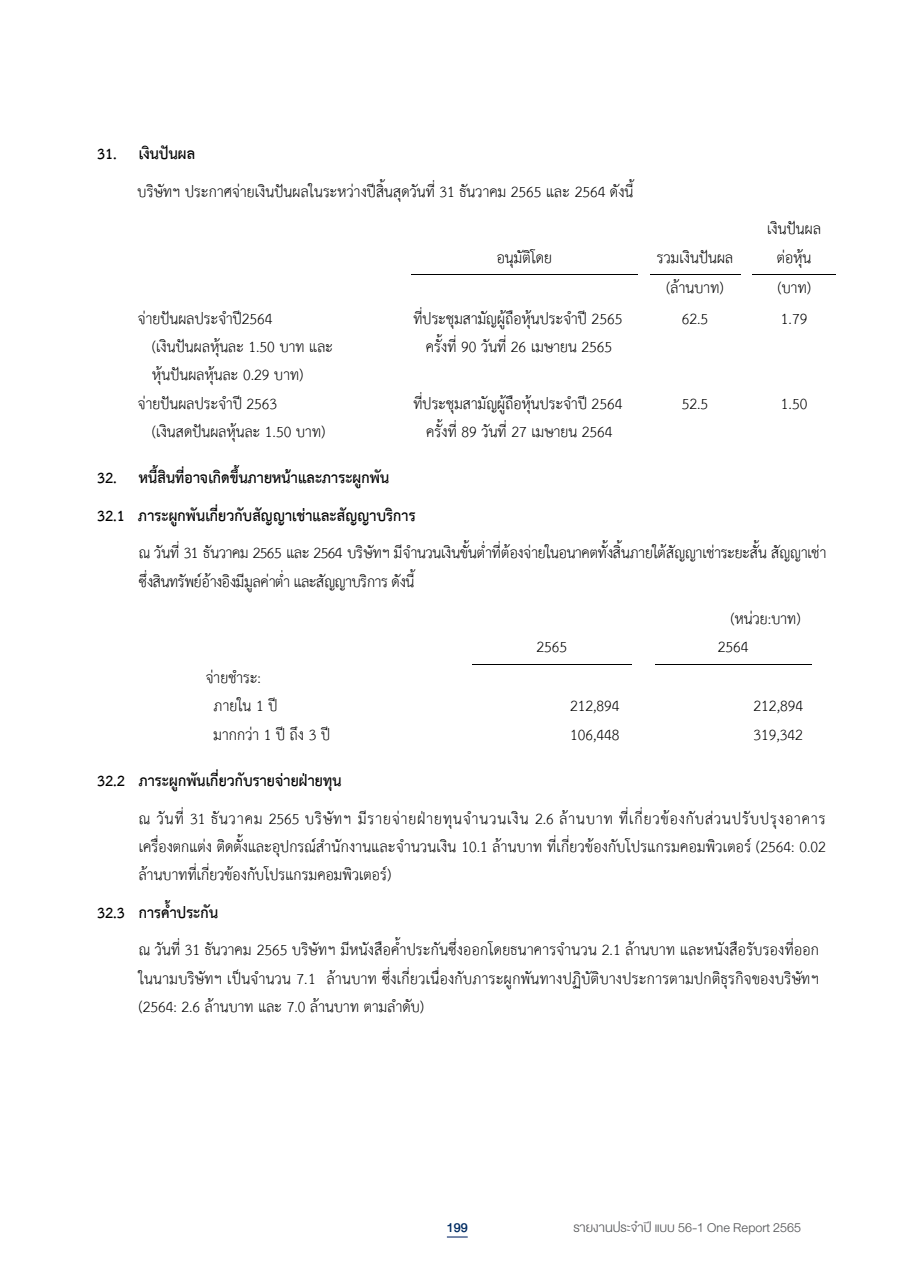 31. เงินปันผล
บริษัทฯ ประกาศจ่ายเงินปันผลในระหว่างปีสิ้นสุดวันที่ 31 ธันวาคม 2565 และ 2564 ดังนี้
เงินปันผล
อนุมัติโดย รวมเงินปันผล ต่อหุ้น
(ล้านบาท) (บาท)
จ่ายปันผลประจำปี2564 ที่ประชุมสามัญผู้ถือหุ้นประจำปี 2565 62.5 1.79
(เงินปันผลหุ้นละ 1.50 บาท และ ครั้งที่ 90 วันที่ 26 เมษายน 2565
หุ้นปันผลหุ้นละ 0.29 บาท)
จ่ายปันผลประจำปี 2563 ที่ประชุมสามัญผู้ถือหุ้นประจำปี 2564 52.5 1.50
(เงินสดปันผลหุ้นละ 1.50 บาท) ครั้งที่ 89 วันที่ 27 เมษายน 2564
32. หนี้สินที่อาจเกิดขึ้นภายหน้าและภาระผูกพัน
32.1 ภาระผูกพันเกี่ยวกับสัญญาเช่าและสัญญาบริการ
ณ วันที่ 31 ธันวาคม 2565 และ 2564 บริษัทฯ มีจำนวนเงินขั้นต่ำที่ต้องจ่ายในอนาคตทั้งสิ้นภายใต้สัญญาเช่าระยะสั้น สัญญาเช่า
ซึ่งสินทรัพย์อ้างอิงมีมูลค่าต่ำ และสัญญาบริการ ดังนี้
(หน่วย:บาท)
2565 2564
จ่ายชำระ:
ภายใน 1 ปี 212,894 212,894
มากกว่า 1 ปี ถึง 3 ปี 106,448 319,342
32.2 ภาระผูกพันเกี่ยวกับรายจ่ายฝ่ายทุน
ณ วันที่ 31 ธันวาคม 2565 บริษัทฯ มีรายจ่ายฝ่ายทุนจำนวนเงิน 2.6 ล้านบาท ที่เกี่ยวข้องกับส่วนปรับปรุงอาคาร
เครื่องตกแต่ง ติดตั้งและอุปกรณ์สำนักงานและจำนวนเงิน 10.1 ล้านบาท ที่เกี่ยวข้องกับโปรแกรมคอมพิวเตอร์ (2564: 0.02
ล้านบาทที่เกี่ยวข้องกับโปรแกรมคอมพิวเตอร์)
32.3 การค้ำประกัน
ณ วันที่ 31 ธันวาคม 2565 บริษัทฯ มีหนังสือค้ำประกันซึ่งออกโดยธนาคารจำนวน 2.1 ล้านบาท และหนังสือรับรองที่ออก
ในนามบริษัทฯ เป็นจำนวน 7.1 ล้านบาท ซึ่งเกี่ยวเนื่องกับภาระผูกพันทางปฏิบัติบางประการตามปกติธุรกิจของบริษัทฯ
(2564: 2.6 ล้านบาท และ 7.0 ล้านบาท ตามลำดับ)
199 รายงานประจำปี แบบ 56-1 One Report 2565